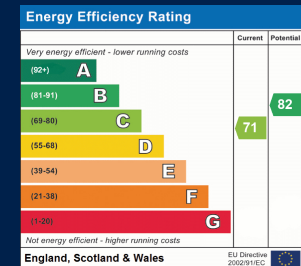 Energy Efficiency Rating
Current Potential
Very energy efficient - lower running costs
(92+) A
(81-91) B
82
(69-80) C
71
(55-68) D
(39-54) E
(21-38) F
(1-20) G
Not energy efficient - higher running costs
England, Scotland & Wales
EU Directive
2002/91/EC